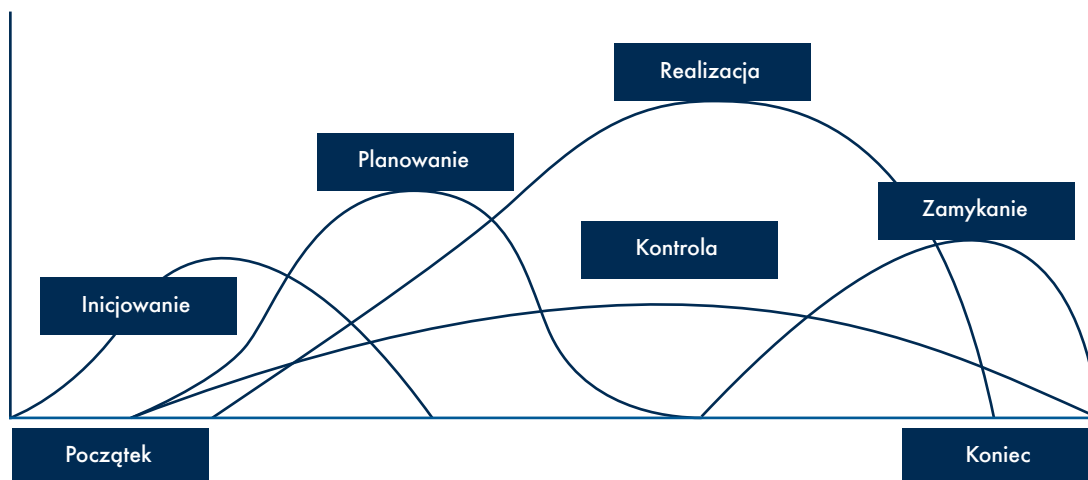 Realizacja
Planowanie
Zamykanie
Kontrola
Inicjowanie
Początek
Koniec